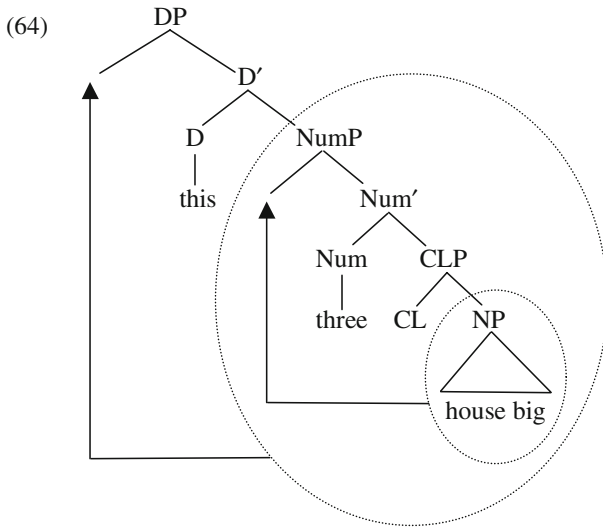 (64)
DP
D′
D NumP
this Num′
Num CLP
three CL NP
house big